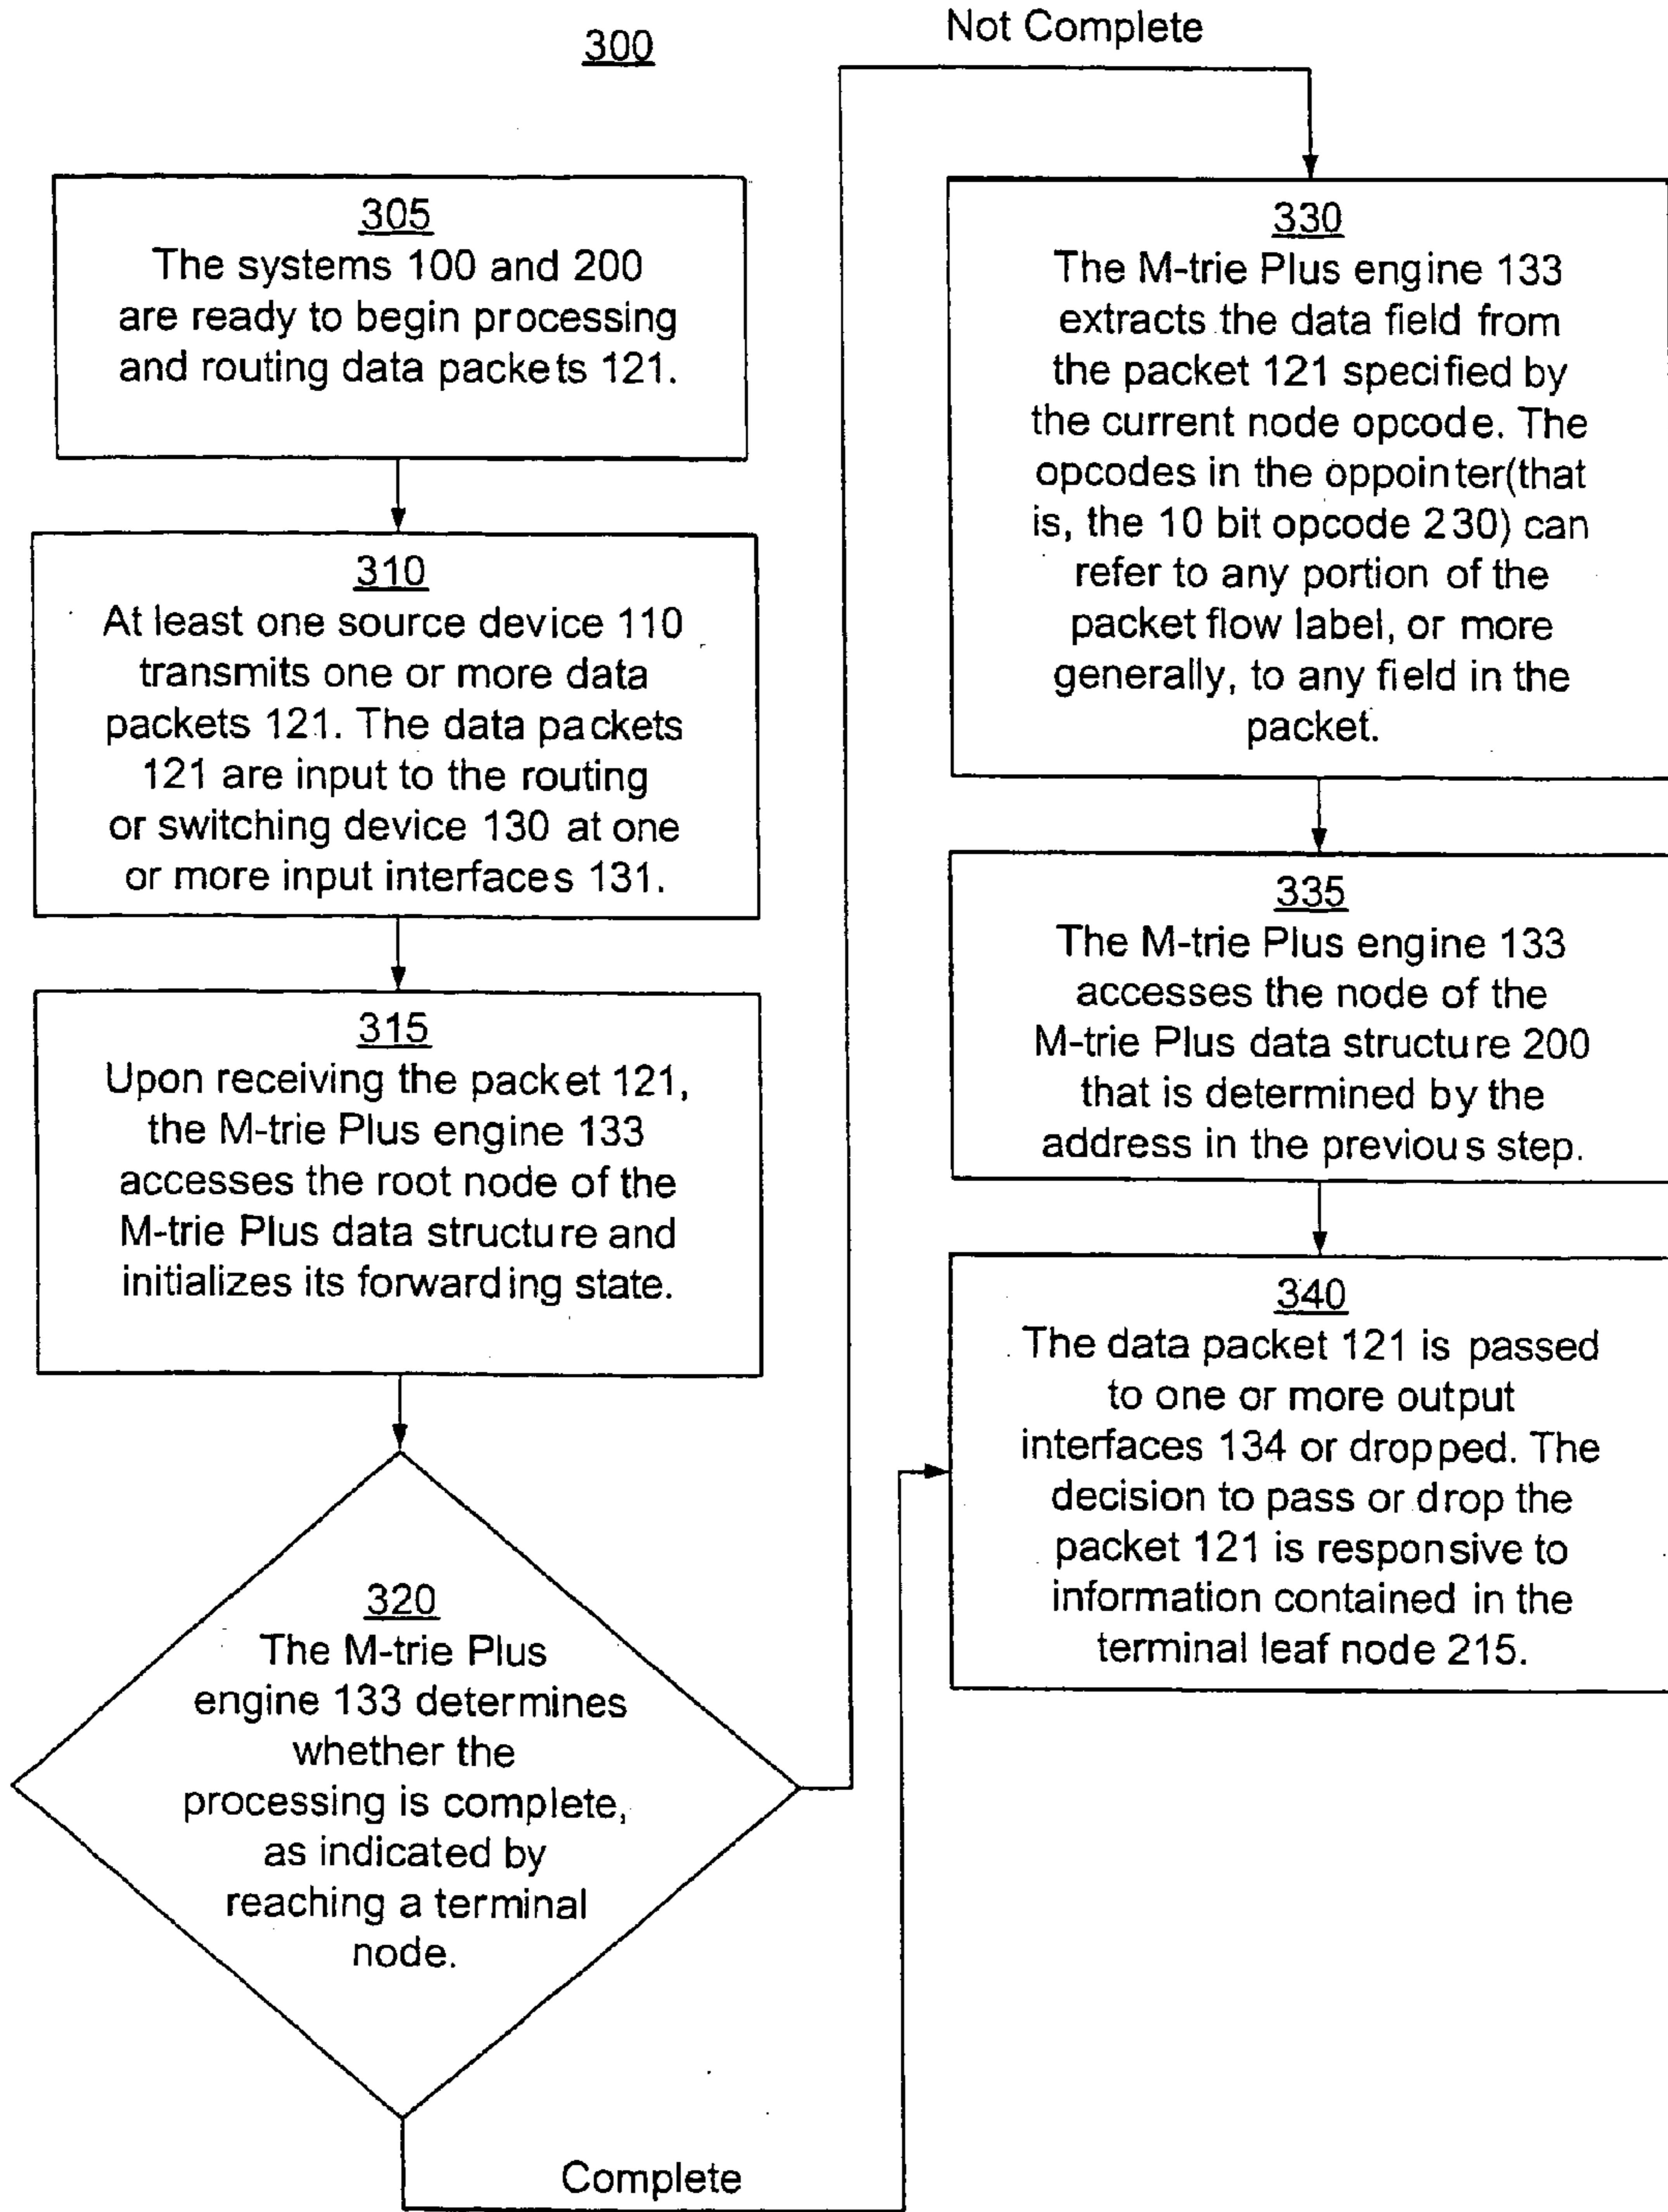 300
Not Complete
305
The systems 100 and 200
are ready to begin processing
and routing data packets 121.
310
At least one source device 110
transmits one or more data
packets 121. The data packets
121 are input to the routing
or switching device 130 at one
or more input interfaces 131.
315
Upon receiving the packet 121,
the M-trie Plus engine 133
accesses the root node of the
M-trie Plus data structure and
initializes its forwarding state.
320
The M-trie Plus
engine 133 determines
whether the
processing is complete,
as indicated by
reaching a terminal
node.
Complete
330
The M-trie Plus engine 133
extracts the data field from
the packet 121 specified by
the current node opcode. The
opcodes in the oppointer(that
is, the 10 bit opcode 230) can
refer to any portion of the
packet flow label, or more
generally, to any field in the
packet.
335
The M-trie Plus engine 133
accesses the node of the
M-trie Plus data structure 200
that is determined by the
address in the previous step.
340
The data packet 121 is passed
to one or more output
interfaces 134 or dropped. The
decision to pass or drop the
packet 121 is responsive to
information contained in the
terminal leaf node 215.